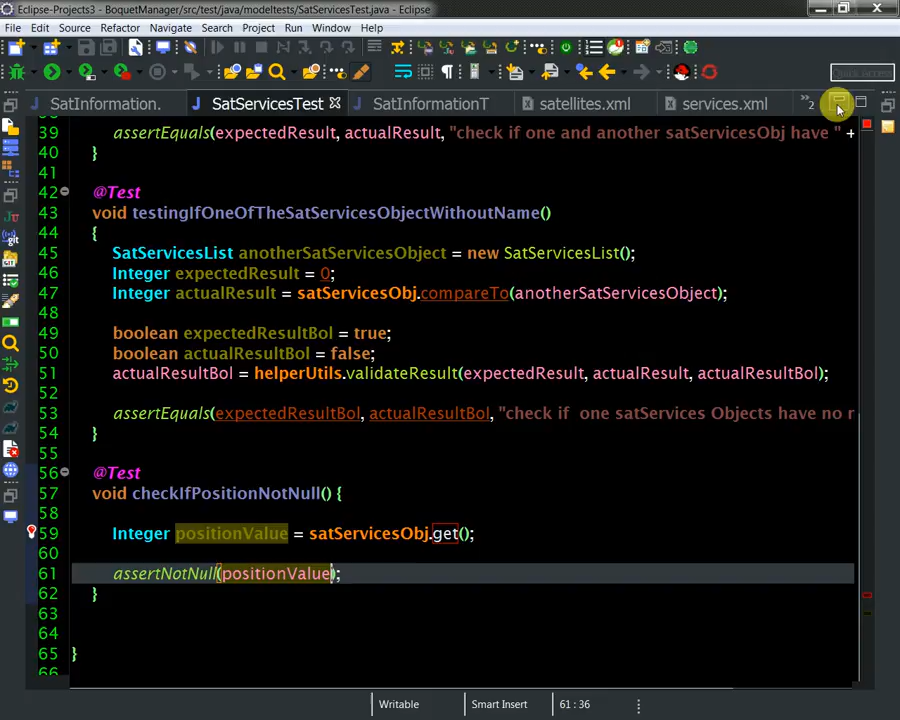 Eclipse-Projects3 - BoquetManager/src/test/java/modeltests/SatServicesTest.java - Eclipse
File Edit Source Refactor Navigate Search Project Run Window Help
Quick Access
SatInformation. SatServicesTest SatInformationT satellites.xml services.xml »2
39 assertEquals(expectedResult, actualResult, "check if one and another satServicesObj have " +
40 }
41
42 @Test
43 void testingIfOneOfTheSatServicesObjectWithoutName()
44 {
45 SatServicesList anotherSatServicesObject = new SatServicesList();
46 Integer expectedResult = 0;
47 Integer actualResult = satServicesObj.compareTo(anotherSatServicesObject);
48
49 boolean expectedResultBol = true;
50 boolean actualResultBol = false;
51 actualResultBol = helperUtils.validateResult(expectedResult, actualResult, actualResultBol);
52
53 assertEquals(expectedResultBol, actualResultBol, "check if  one satServices Objects have no
54 }
55
56 @Test
57 void checkIfPositionNotNull() {
58
59 Integer positionValue = satServicesObj.get();
60
61 assertNotNull(positionValue);
62 }
63
64
65 }
66
Writable Smart Insert 61 : 36